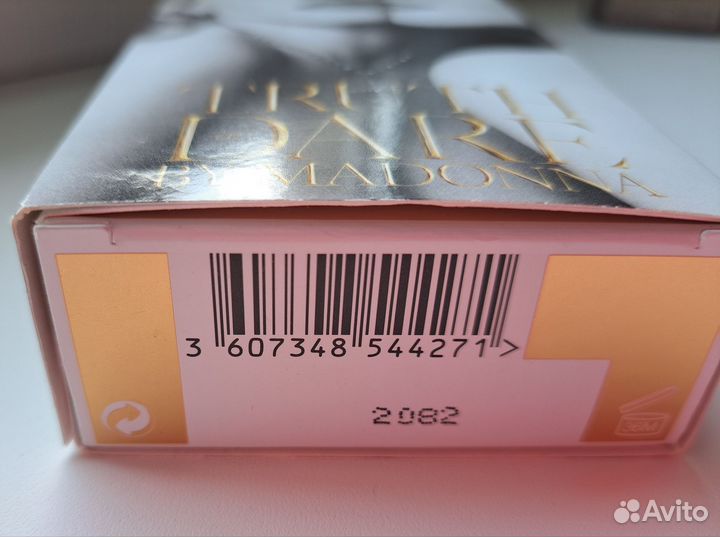 TRUTH
DARE
BY MADONNA
3 607348 544271 >
2082
36M
Avito